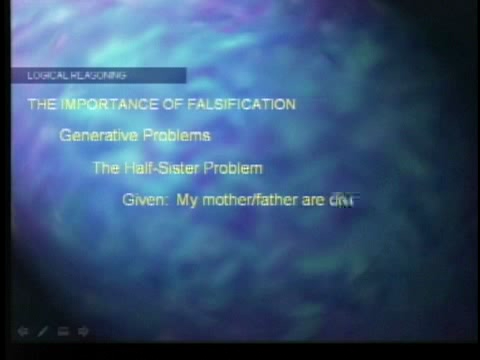 LOGICAL REASONING
THE IMPORTANCE OF FALSIFICATION
Generative Problems
The Half-Sister Problem
Given: My mother/father are